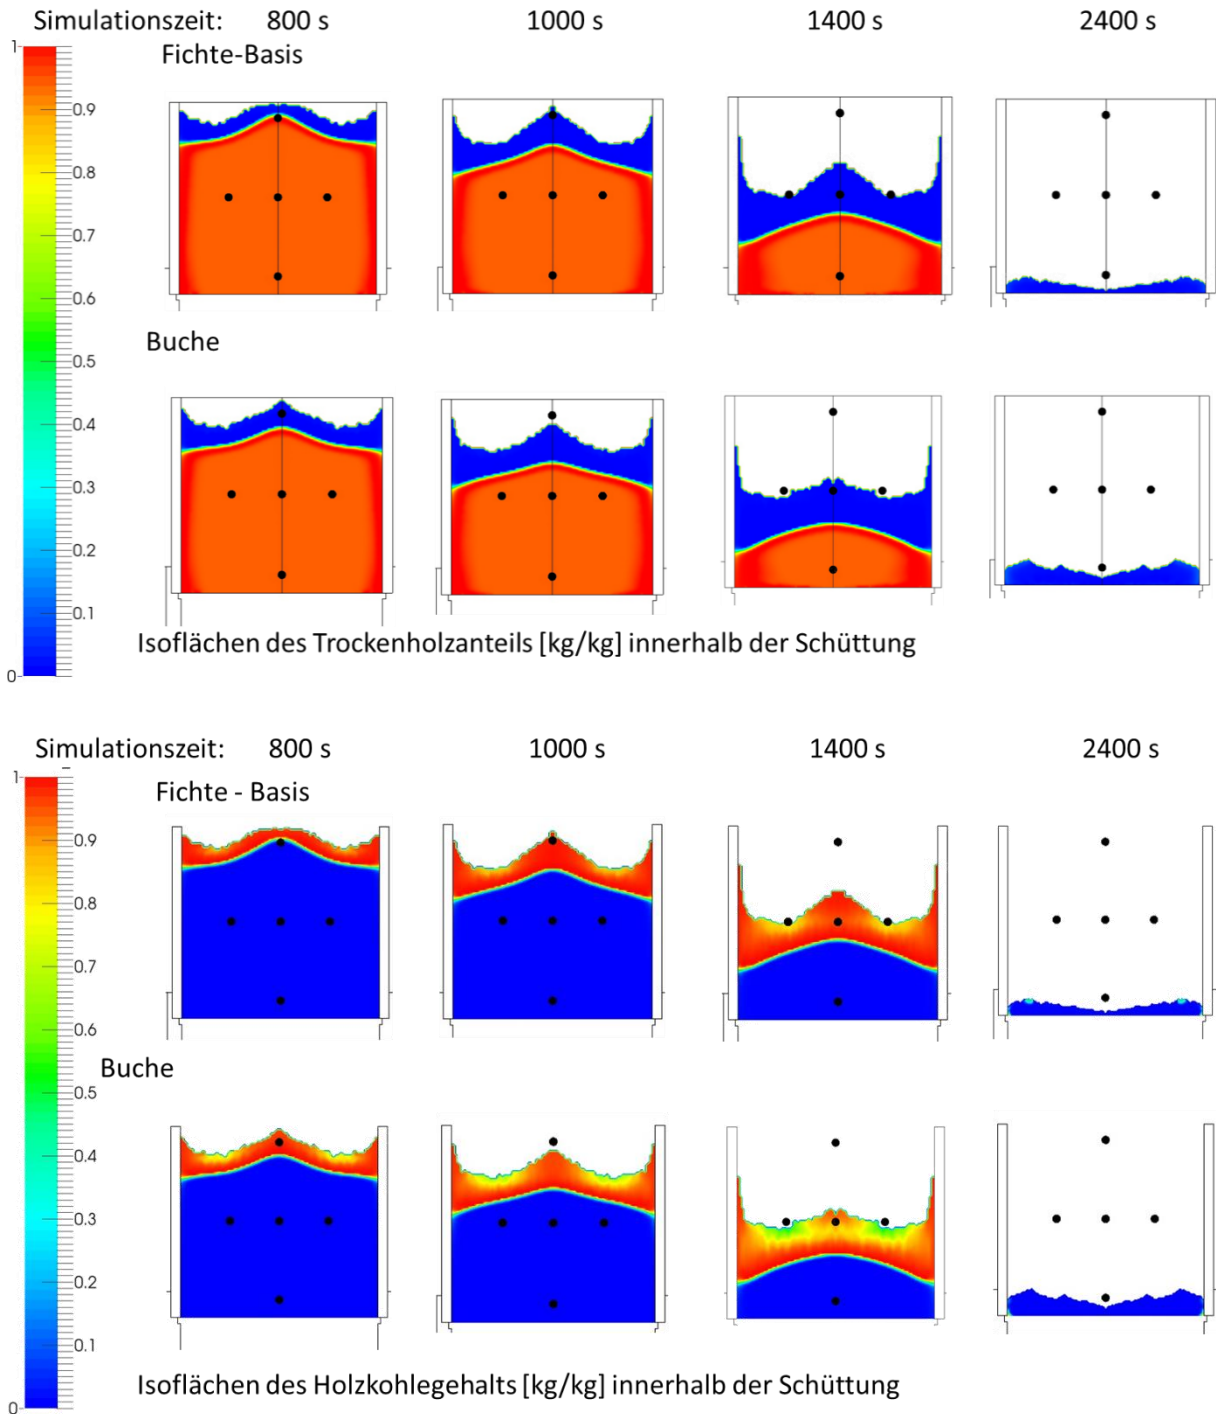 Simulationszeit: 800 s 1000 s 1400 s 2400 s
Fichte-Basis
1
0.9
0.8
0.7
0.6
0.5
0.4
0.3
0.2
0.1
0
Buche
Isoflächen des Trockenholzanteils [kg/kg] innerhalb der Schüttung
Simulationszeit: 800 s 1000 s 1400 s 2400 s
Fichte - Basis
1
0.9
0.8
0.7
0.6
0.5
0.4
0.3
0.2
0.1
0
Buche
Isoflächen des Holzkohlegehalts [kg/kg] innerhalb der Schüttung